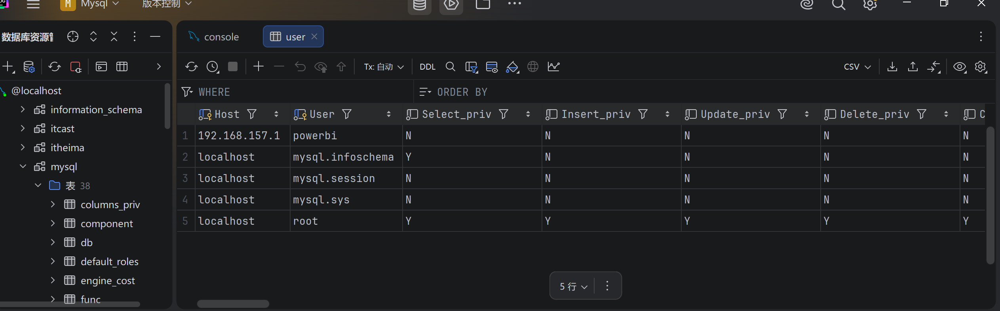 M Mysql 版本控制
数据库资源管
console user
Tx: 自动 DDL CSV
WHERE ORDER BY
@localhost
information_schema
itcast
itheima
mysql
表 38
columns_priv
component
db
default_roles
engine_cost
func
Host User Select_priv Insert_priv Update_priv Delete_priv C
1 192.168.157.1 powerbi N N N N N
2 localhost mysql.infoschema Y N N N N
3 localhost mysql.session N N N N N
4 localhost mysql.sys N N N N N
5 localhost root Y Y Y Y Y
5 行